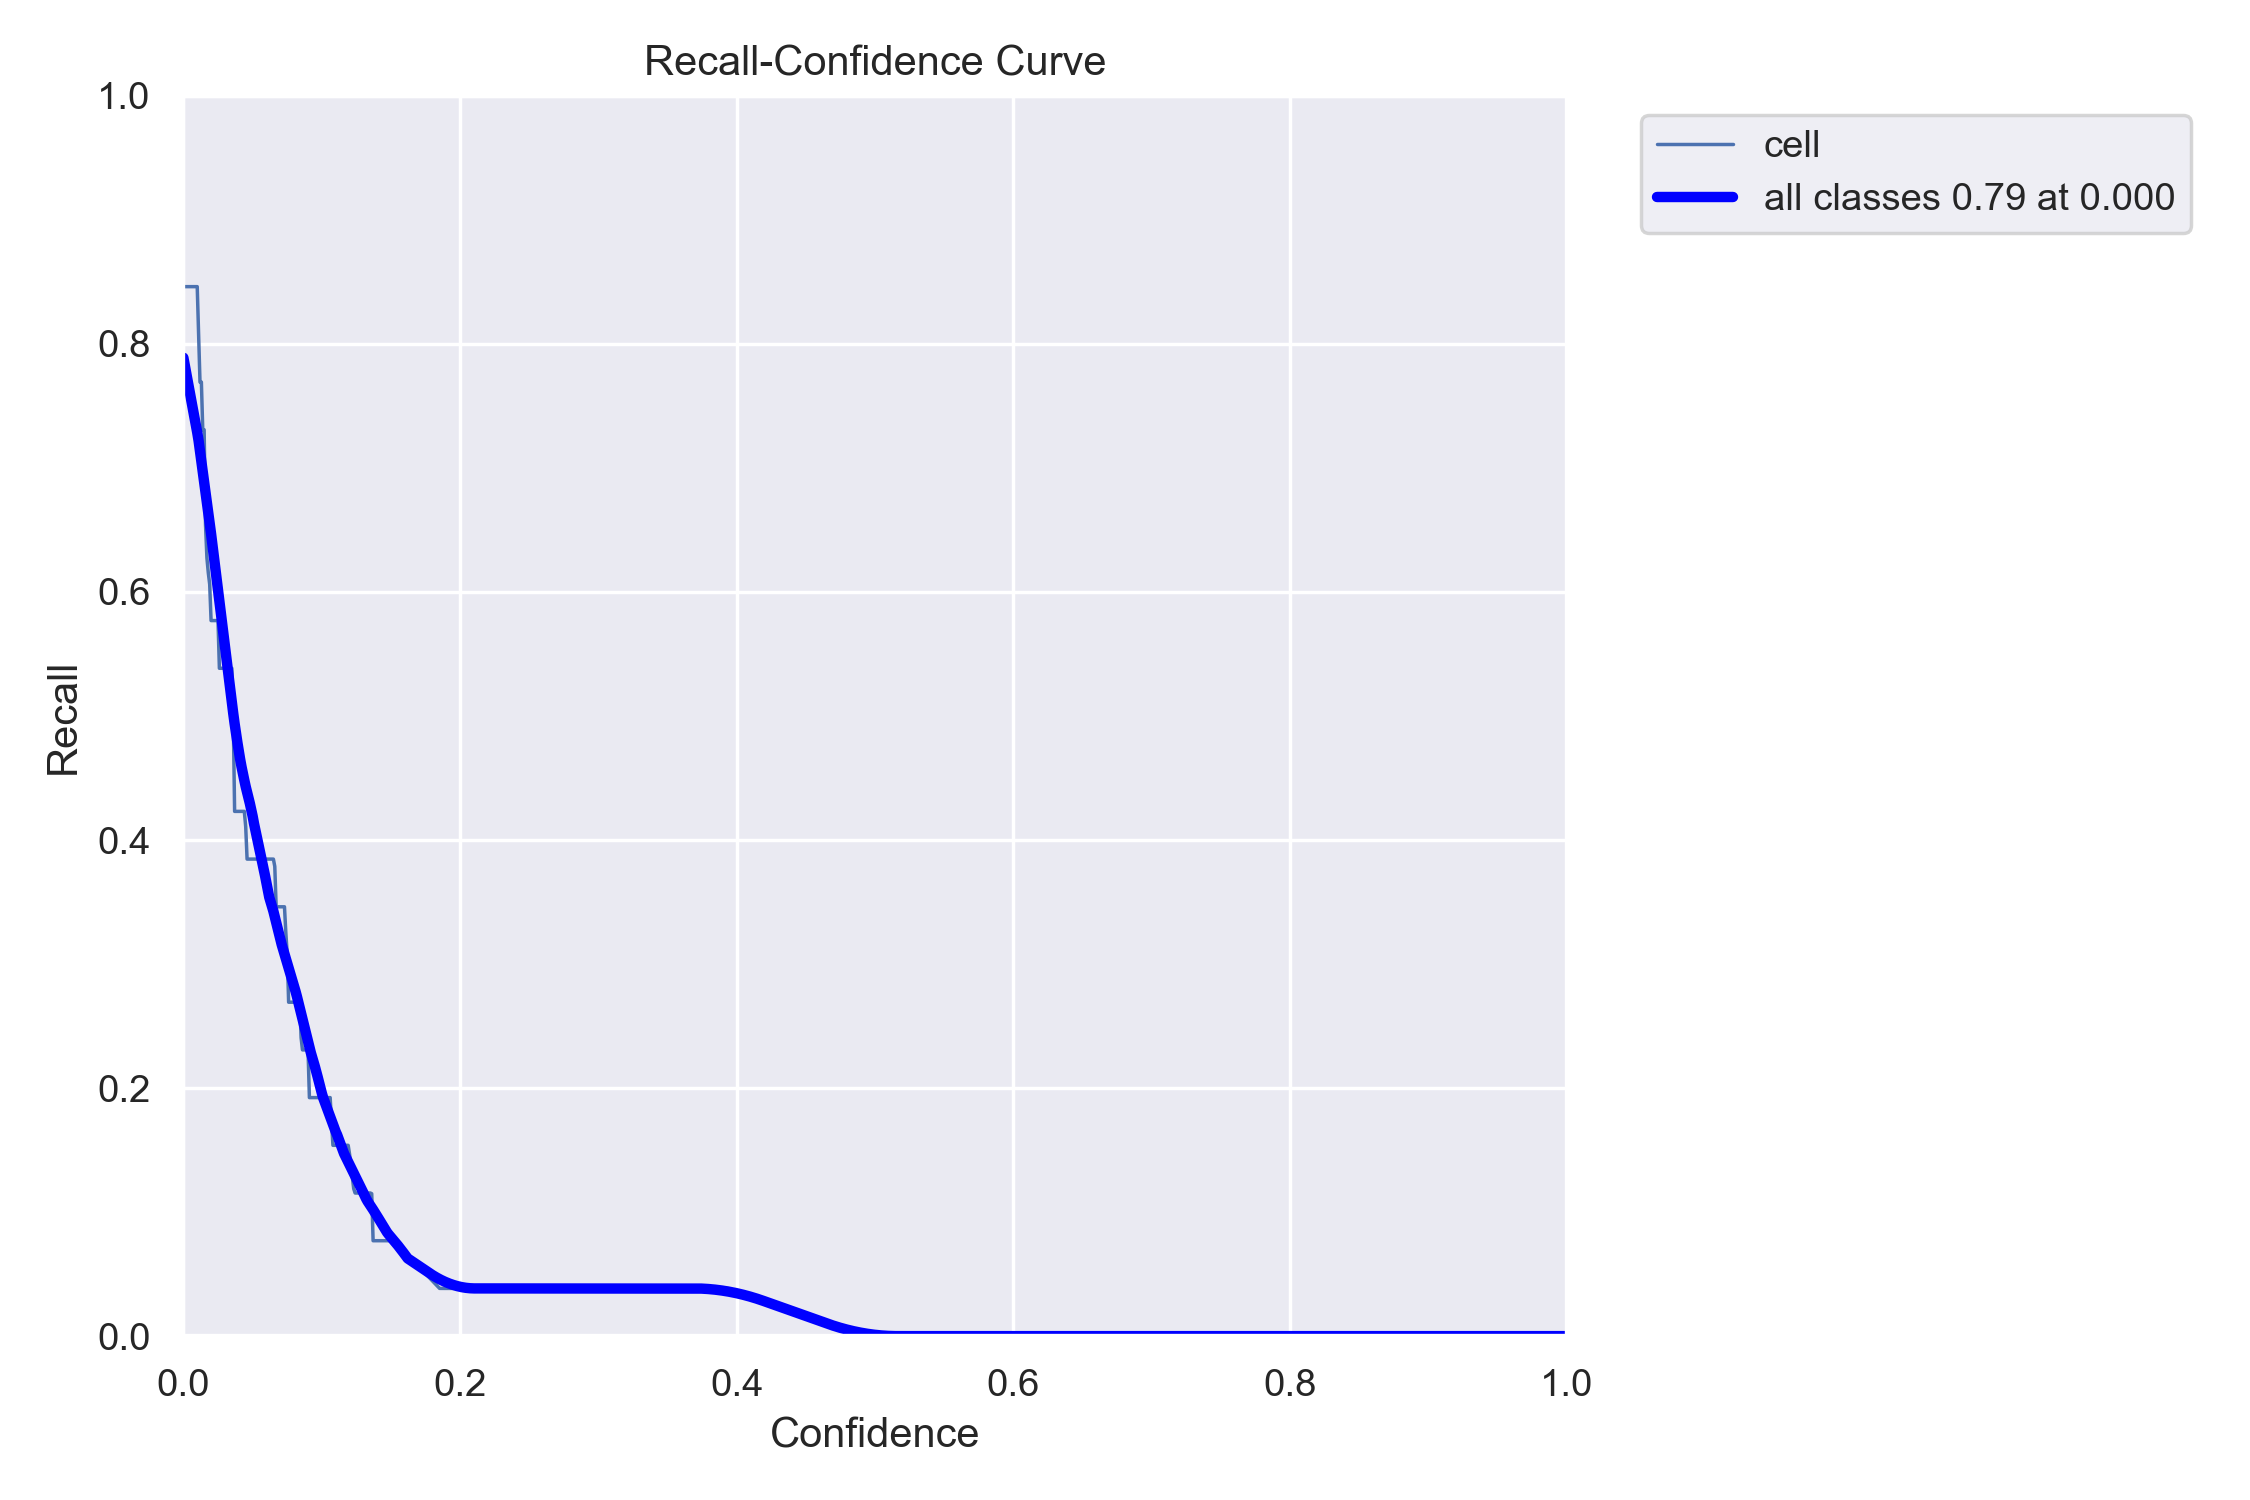 Recall-Confidence Curve
1.0
0.8
0.6
0.4
0.2
0.0
Recall
0.0 0.2 0.4 0.6 0.8 1.0
Confidence
cell
all classes 0.79 at 0.000